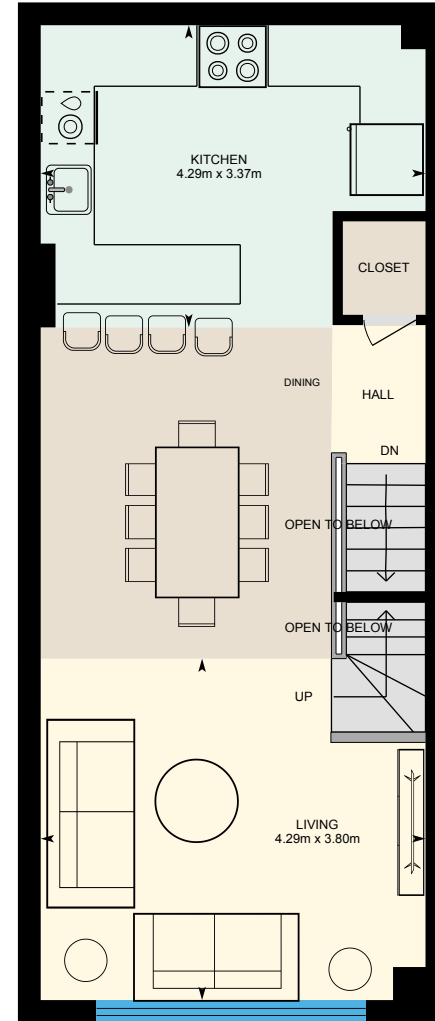 KITCHEN
4.29m x 3.37m
CLOSET
DINING
HALL
DN
OPEN TO BELOW
OPEN TO BELOW
UP
LIVING
4.29m x 3.80m